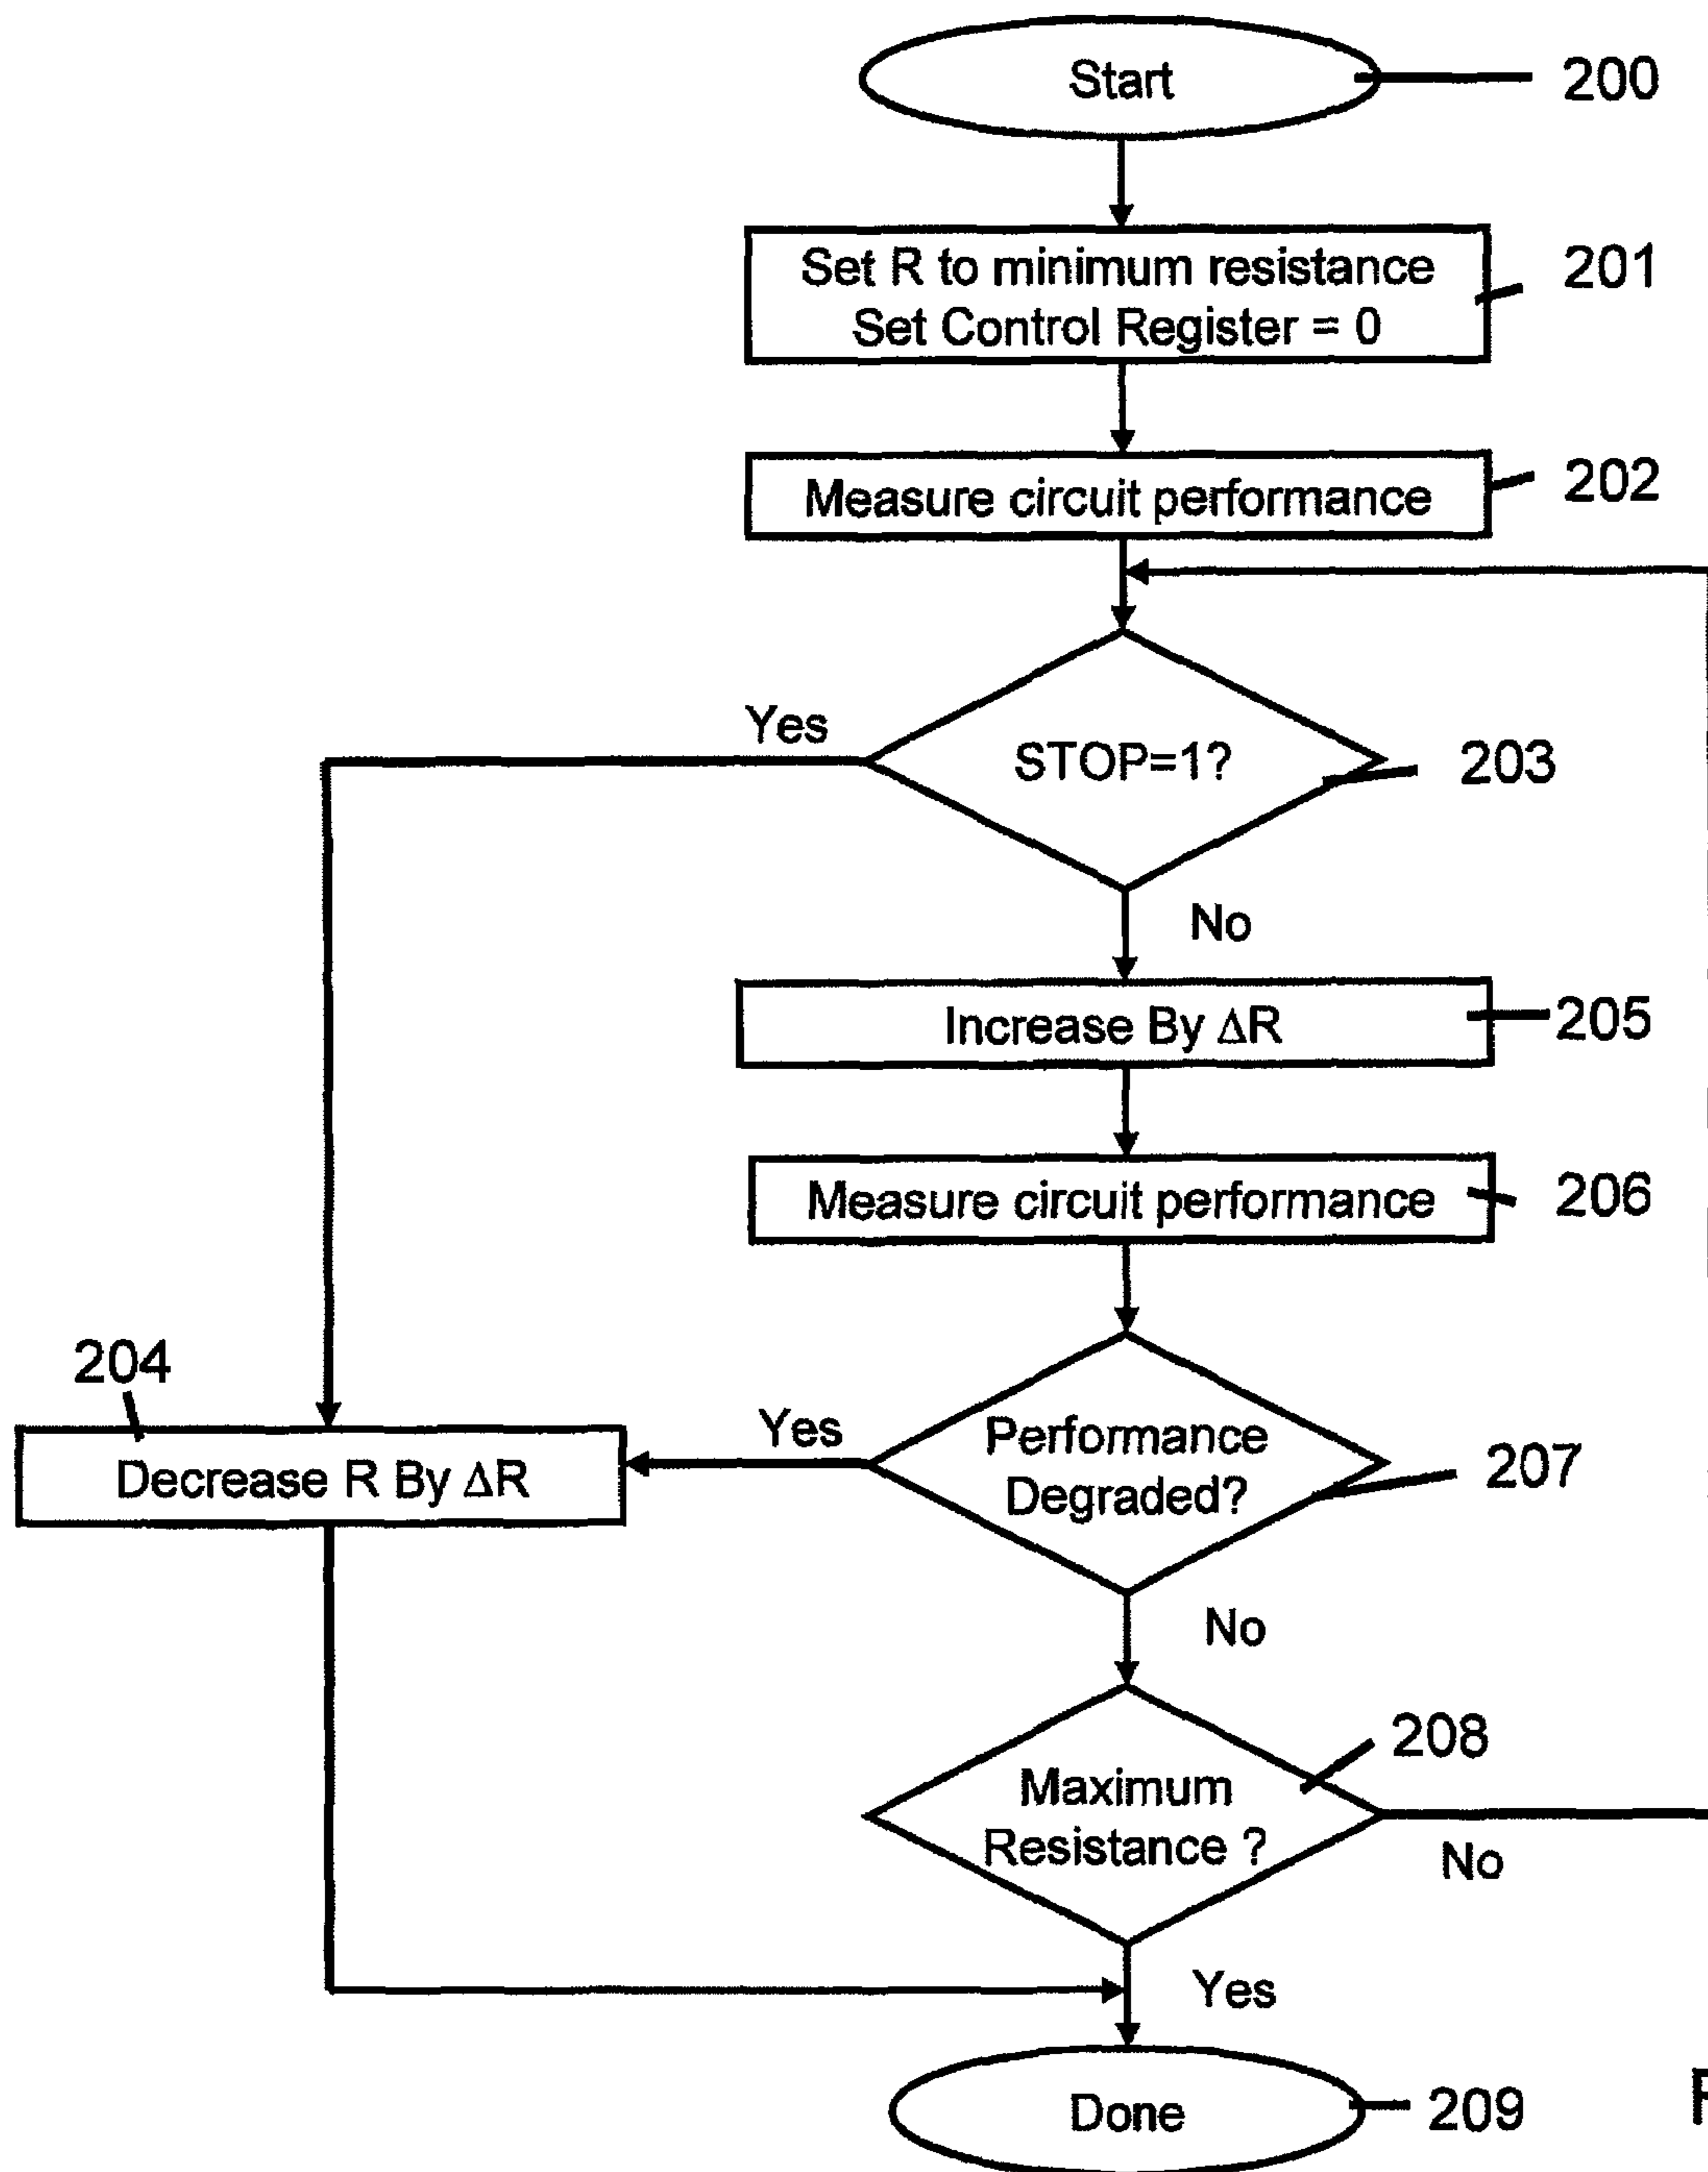 Start
200
Set R to minimum resistance
Set Control Register = 0
201
Measure circuit performance
202
Yes
STOP=1?
203
No
Increase By ΔR
205
Measure circuit performance
206
204
Decrease R By ΔR
Yes
Performance
Degraded?
207
No
208
Maximum
Resistance ?
No
Yes
Done
209